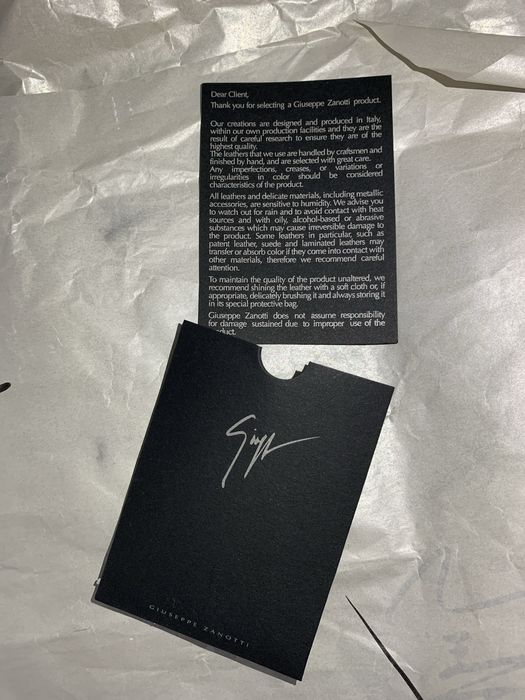 Dear Client,
Thank you for selecting a Giuseppe Zanotti product.
Our creations are designed and produced in Italy,
within our own production facilities and they are the
result of careful research to ensure they are of the
highest quality.
The leathers that we use are handled by craftsmen and
finished by hand, and are selected with great care.
Any imperfections, creases, or variations or
irregularities in color should be considered
characteristics of the product.
All leathers and delicate materials, including metallic
accessories, are sensitive to humidity. We advise you
to watch out for rain and to avoid contact with heat
sources and with oily, alcohol-based or abrasive
substances which may cause irreversible damage to
the product. Some leathers in particular, such as
patent leather, suede and laminated leathers may
transfer or absorb color if they come into contact with
other materials, therefore we recommend careful
attention.
To maintain the quality of the product unaltered, we
recommend shining the leather with a soft cloth or, if
appropriate, delicately brushing it and always storing it
in its special protective bag.
Giuseppe Zanotti does not assume responsibility
for damage sustained due to improper use of the
product.
GIUSEPPE ZANOTTI